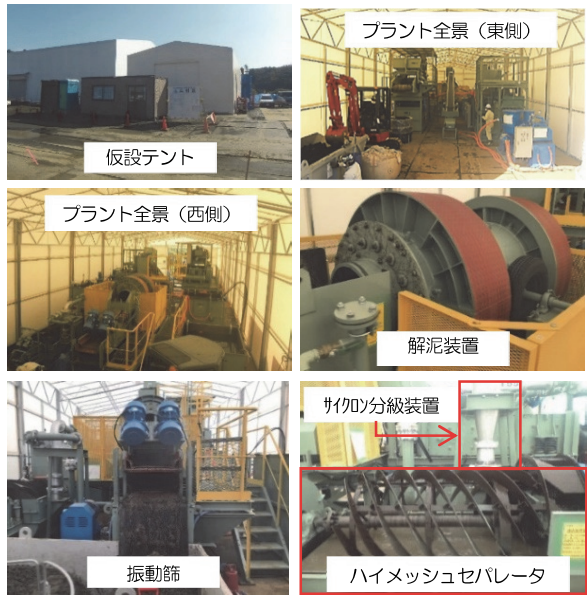 仮設テント
プラント全景（東側）
プラント全景（西側）
解泥装置
振動篩
ｻｲｸﾛﾝ分級装置
ハイメッシュセパレータ